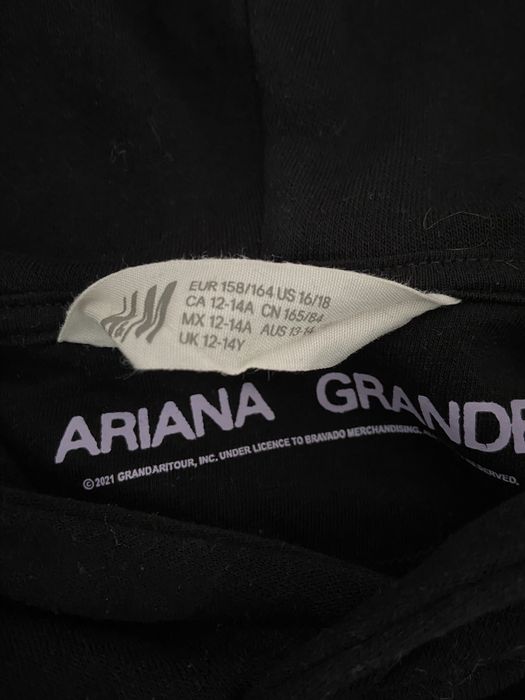 H&M
EUR 158/164 US 16/18
CA 12-14A CN 165/84
MX 12-14A AUS 13-14
UK 12-14Y
ARIANA GRANDE
©2021 GRANDARITOUR, INC. UNDER LICENCE TO BRAVADO MERCHANDISING. RESERVED.